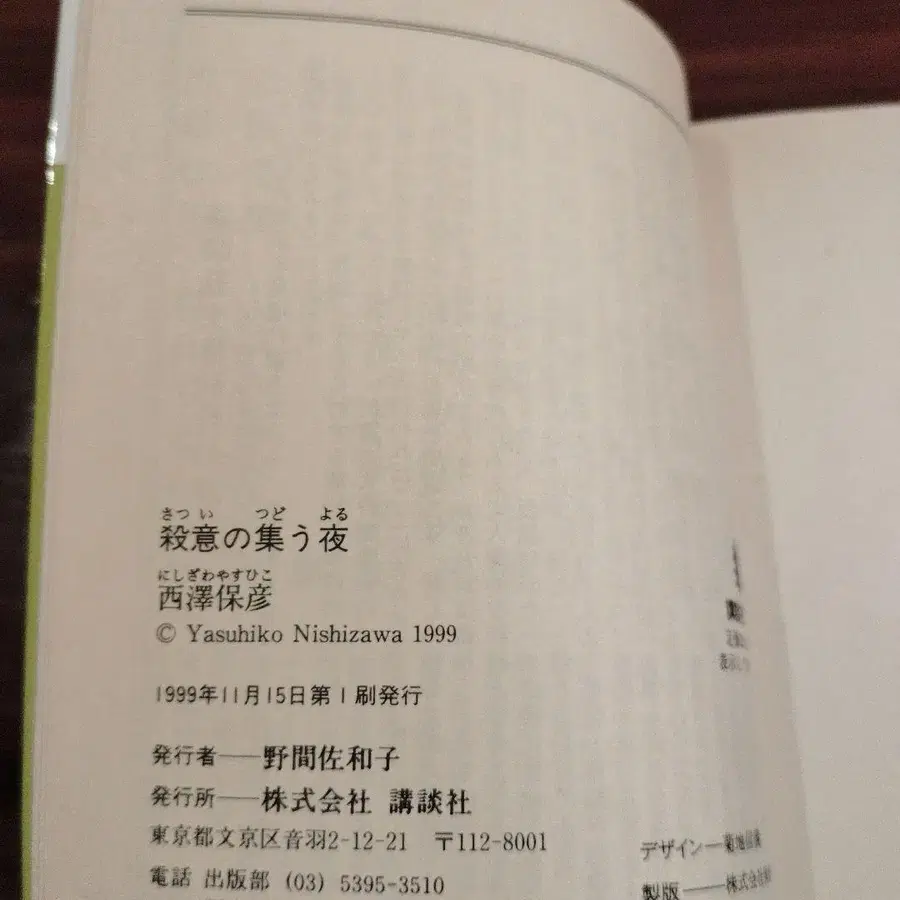 さつい つど よる
殺意の集う夜
にしざわやすひこ
西澤保彦
© Yasuhiko Nishizawa 1999
1999年11月15日第1刷発行
発行者――野間佐和子
発行所――株式会社 講談社
東京都文京区音羽2-12-21 〒112-8001
電話 出版部 (03) 5395-3510
デザイン―菊地信義
製版――株式会社